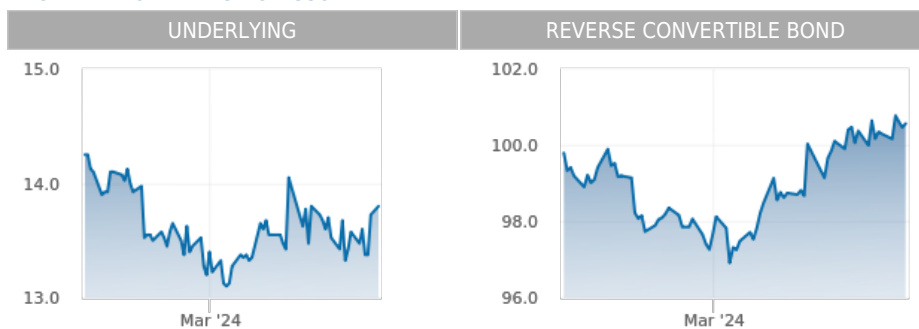 UNDERLYING
REVERSE CONVERTIBLE BOND
15.0
14.0
13.0
Mar '24
102.0
100.0
98.0
96.0
Mar '24